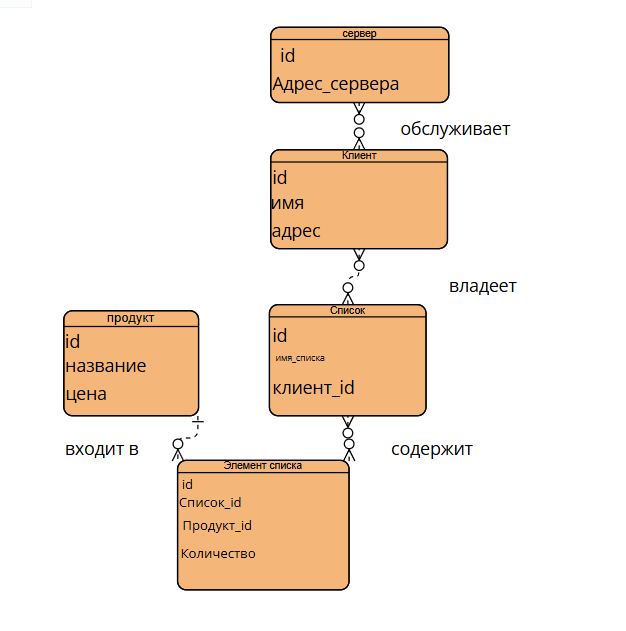 сервер
id
Адрес_сервера
обслуживает
Клиент
id
имя
адрес
владеет
Список
id
имя_списка
клиент_id
продукт
id
название
цена
входит в
содержит
Элемент списка
id
Список_id
Продукт_id
Количество